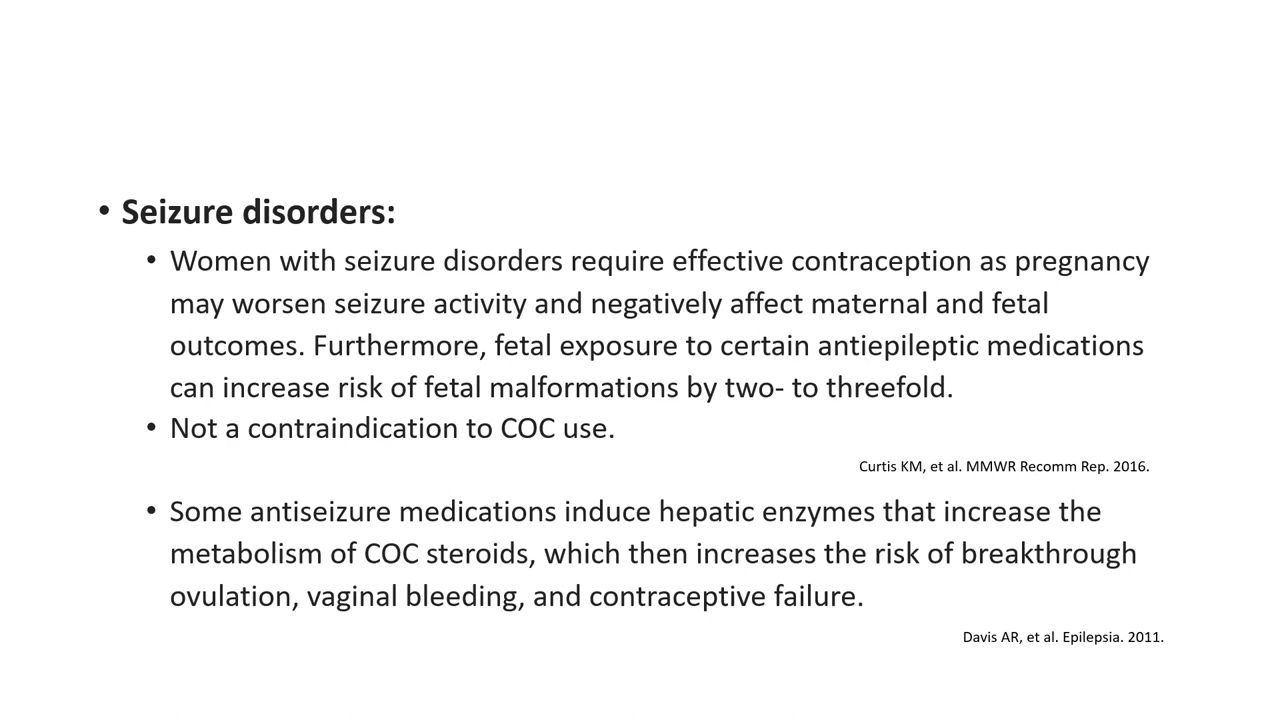 • Seizure disorders:
• Women with seizure disorders require effective contraception as pregnancy
may worsen seizure activity and negatively affect maternal and fetal
outcomes. Furthermore, fetal exposure to certain antiepileptic medications
can increase risk of fetal malformations by two- to threefold.
• Not a contraindication to COC use.
Curtis KM, et al. MMWR Recomm Rep. 2016.
• Some antiseizure medications induce hepatic enzymes that increase the
metabolism of COC steroids, which then increases the risk of breakthrough
ovulation, vaginal bleeding, and contraceptive failure.
Davis AR, et al. Epilepsia. 2011.